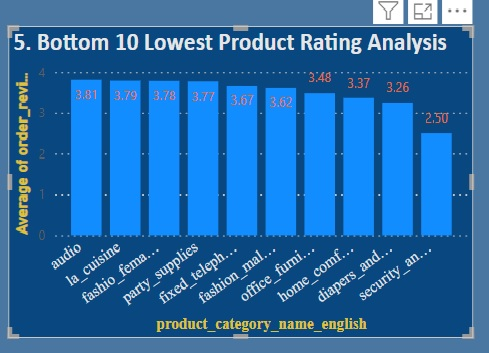 5. Bottom 10 Lowest Product Rating Analysis
Average of order_revi...
4
3
2
1
0
3.81
3.79
3.78
3.77
3.67
3.62
3.48
3.37
3.26
2.50
audio
la_cuisine
fashio_fema...
party_supplies
fixed_teleph...
fashion_mal...
office_furni...
home_comf...
diapers_and...
security_an...
product_category_name_english